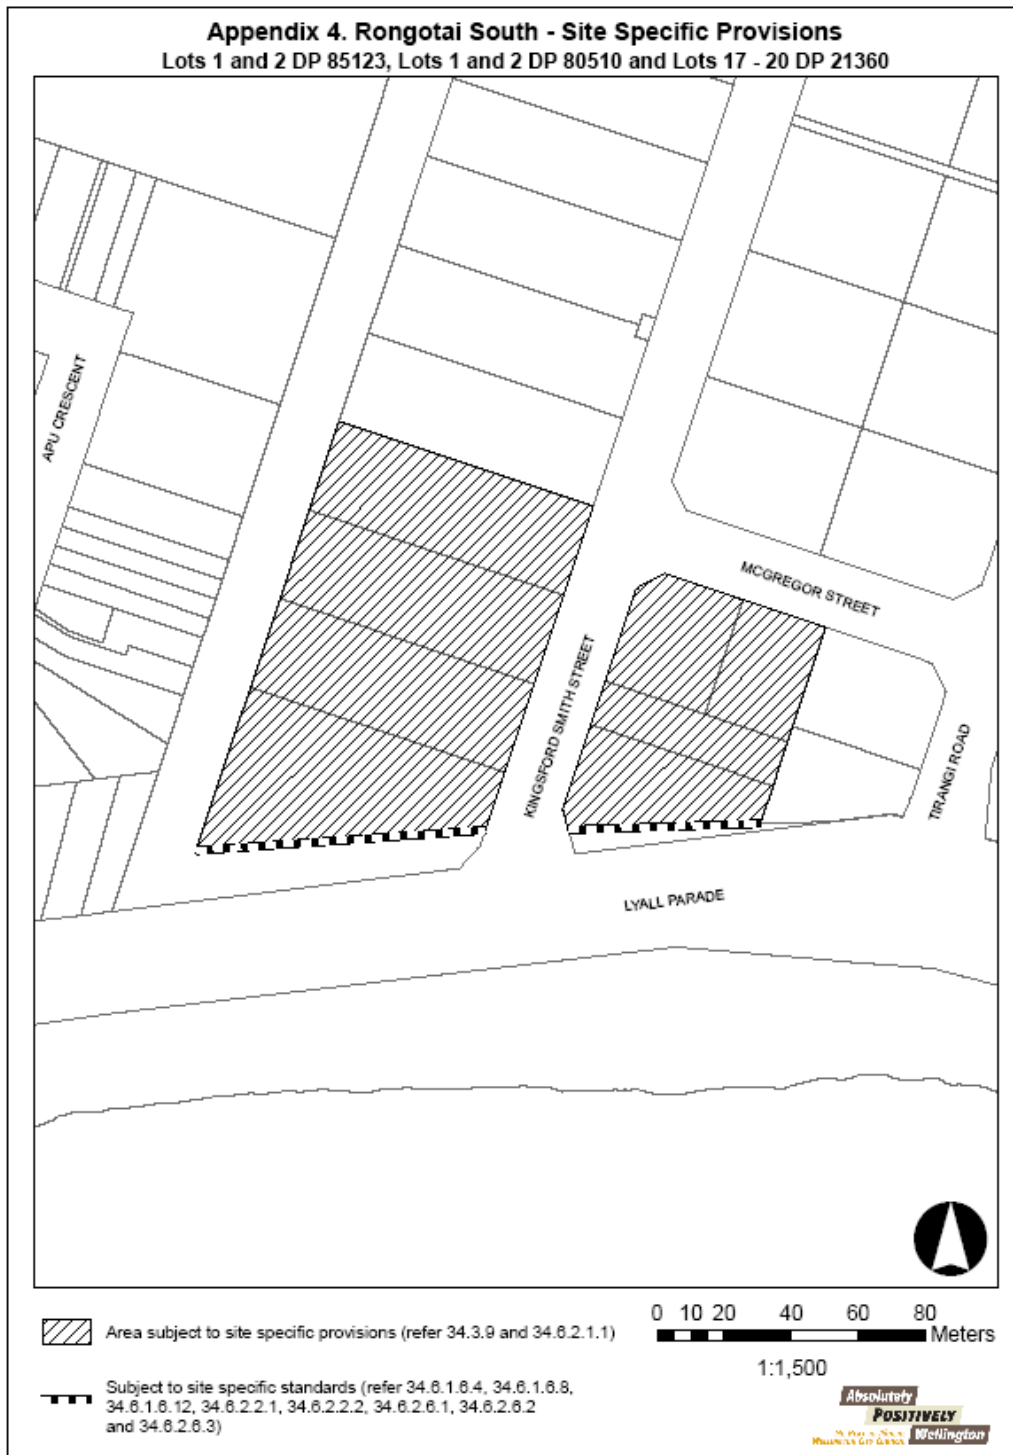 Appendix 4. Rongotai South - Site Specific Provisions
Lots 1 and 2 DP 85123, Lots 1 and 2 DP 80510 and Lots 17 - 20 DP 21360
APU CRESCENT
MCGREGOR STREET
KINGSFORD SMITH STREET
TIRANGI ROAD
LYALL PARADE
Area subject to site specific provisions (refer 34.3.9 and 34.6.2.1.1)
0 10 20 40 60 80
Meters
1:1,500
Subject to site specific standards (refer 34.6.1.6.4, 34.6.1.6.8,
34.6.1.6.12, 34.6.2.2.1, 34.6.2.2.2, 34.6.2.6.1, 34.6.2.6.2
and 34.6.2.6.3)
Absolutely
POSITIVELY
Wellington